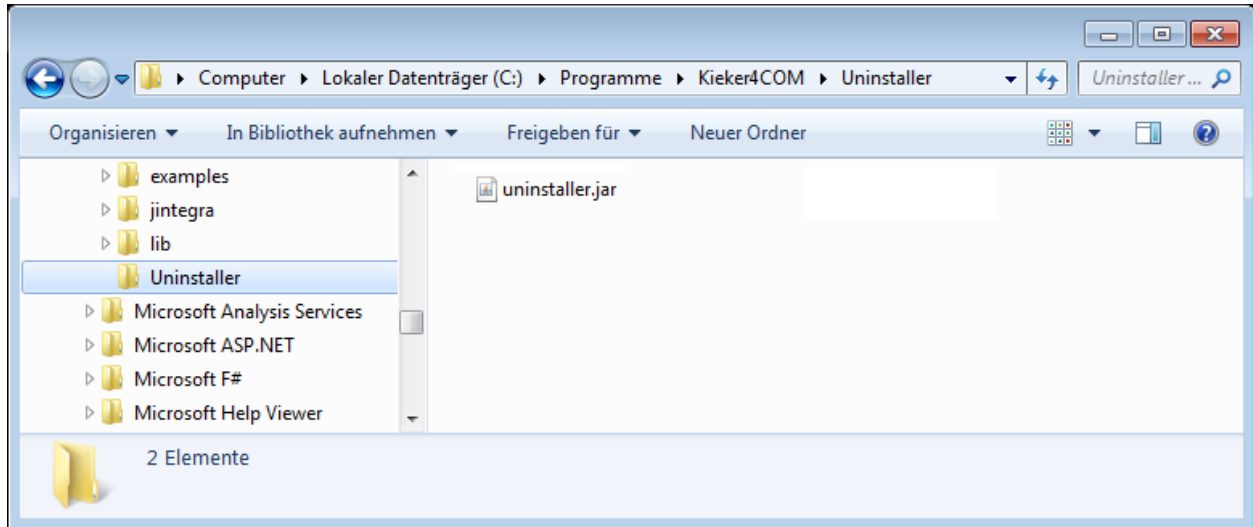 Computer Lokaler Datenträger (C:) Programme Kieker4COM Uninstaller Uninstaller ...
Organisieren In Bibliothek aufnehmen Freigeben für Neuer Ordner
examples
jintegra
lib
Uninstaller
Microsoft Analysis Services
Microsoft ASP.NET
Microsoft F#
Microsoft Help Viewer
uninstaller.jar
2 Elemente